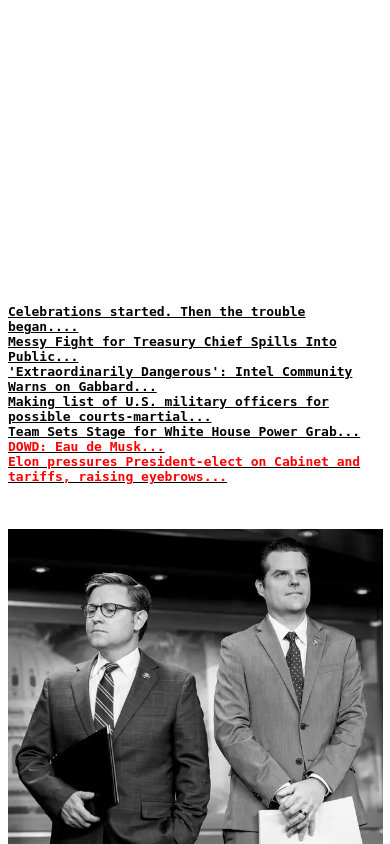 Celebrations started. Then the trouble
began....
Messy Fight for Treasury Chief Spills Into
Public...
'Extraordinarily Dangerous': Intel Community
Warns on Gabbard...
Making list of U.S. military officers for
possible courts-martial...
Team Sets Stage for White House Power Grab...
DOWD: Eau de Musk...
Elon pressures President-elect on Cabinet and
tariffs, raising eyebrows...